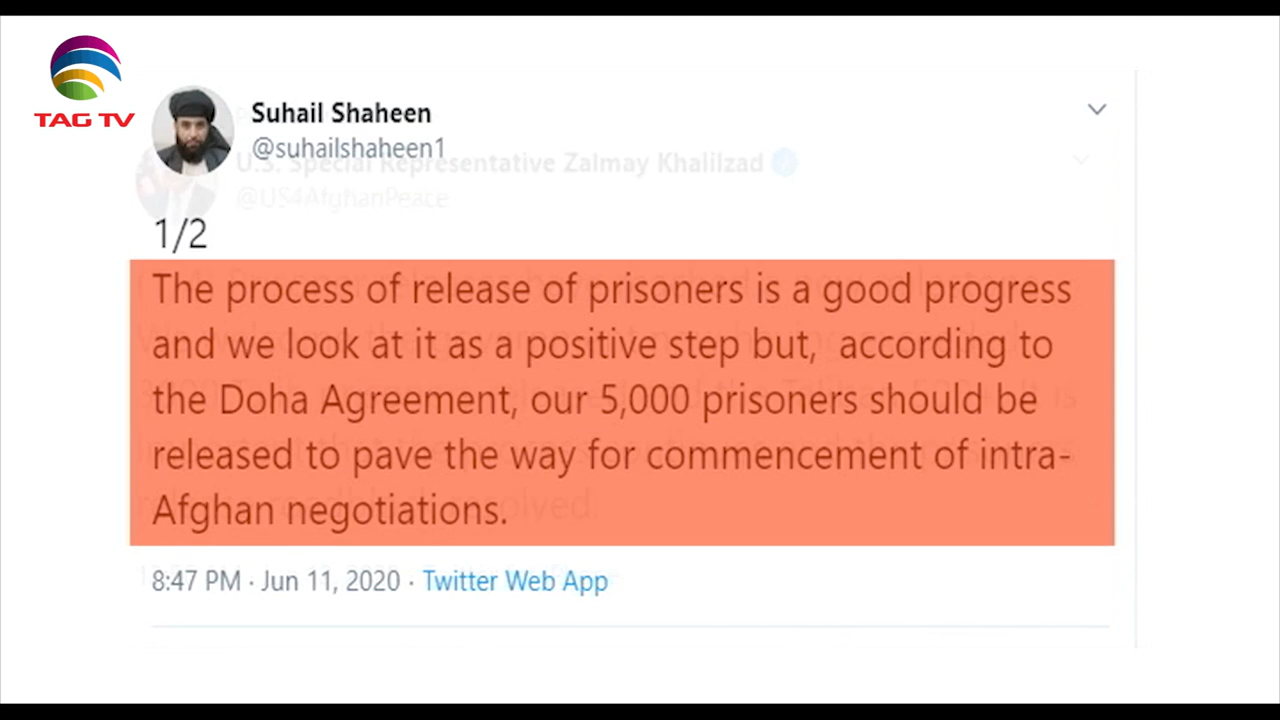 TAG TV
Suhail Shaheen
@suhailshaheen1
U.S. Special Representative Zalmay Khalilzad
@US4AfghanPeace
1/2
The process of release of prisoners is a good progress
and we look at it as a positive step but, according to
the Doha Agreement, our 5,000 prisoners should be
released to pave the way for commencement of intra-
Afghan negotiations.
8:47 PM · Jun 11, 2020 · Twitter Web App